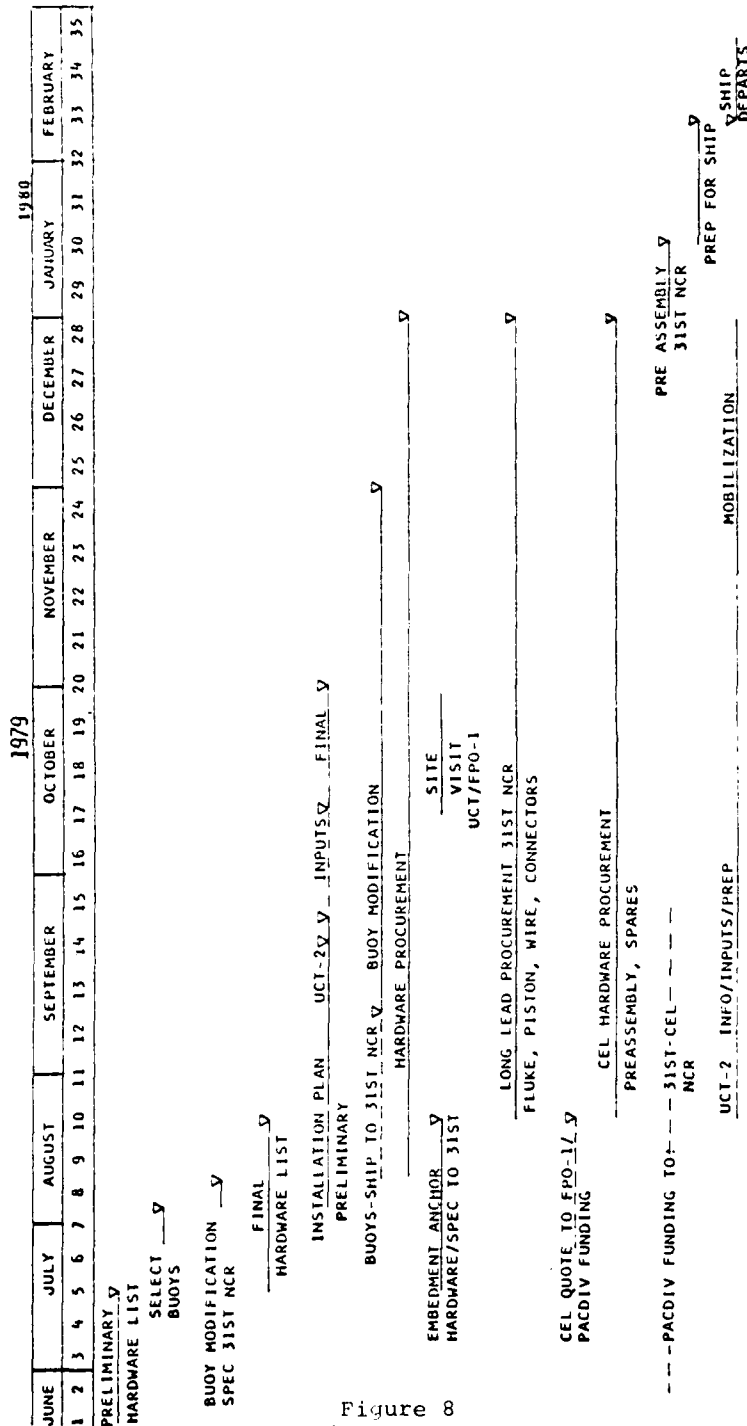 1979 1980
JUNE JULY AUGUST SEPTEMBER OCTOBER NOVEMBER DECEMBER JANUARY FEBRUARY
1 2 3 4 5 6 7 8 9 10 11 12 13 14 15 16 17 18 19 20 21 22 23 24 25 26 27 28 29 30 31 32 33 34 35
PRELIMINARY
HARDWARE LIST
SELECT
BUOYS
BUOY MODIFICATION
SPEC 31ST NCR
FINAL
HARDWARE LIST
INSTALLATION PLAN UCT-2 INPUTS FINAL
PRELIMINARY
BUOYS-SHIP TO 31ST NCR BUOY MODIFICATION
HARDWARE PROCUREMENT
EMBEDMENT ANCHOR
HARDWARE/SPEC TO 31ST
SITE
VISIT
UCT/FPO-1
LONG LEAD PROCUREMENT 31ST NCR
FLUKE, PISTON, WIRE, CONNECTORS
CEL QUOTE TO FPO-1/
PACDIV FUNDING
CEL HARDWARE PROCUREMENT
PREASSEMBLY, SPARES
---PACDIV FUNDING TO:---31ST-CEL----
NCR
PRE ASSEMBLY
31ST NCR
PREP FOR SHIP
UCT-2 INFO/INPUTS/PREP MOBILIZATION
SHIP
DEPARTS
Figure 8